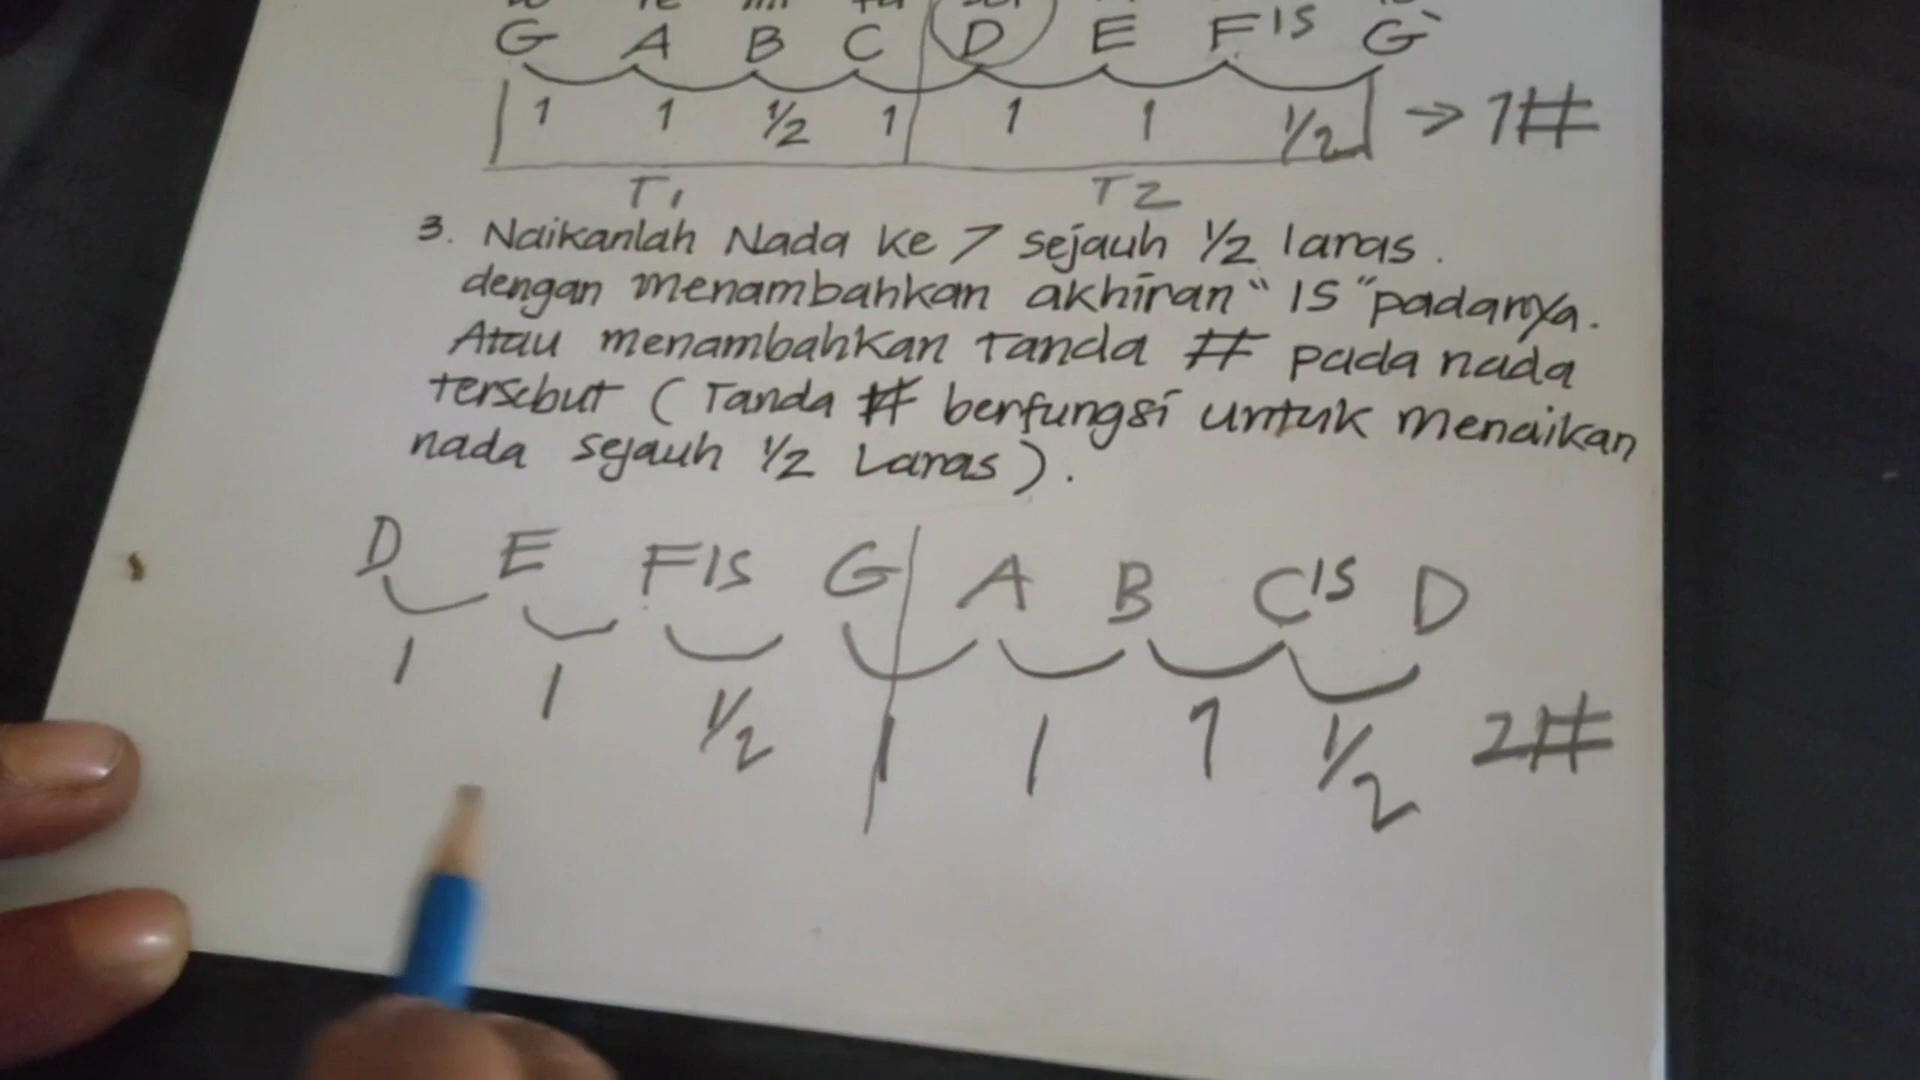 G A B C D E FIS G`
1 1 1/2 1 1 1 1/2 → 1#
T1 T2
3. Naikanlah Nada ke 7 sejauh 1/2 laras.
dengan menambahkan akhiran "IS" padanya.
Atau menambahkan Tanda # pada nada
tersebut (Tanda # berfungsi untuk menaikan
nada sejauh 1/2 Laras).
D E FIS G A B CIS D
1 1 1/2 1 1 1 1/2 2#